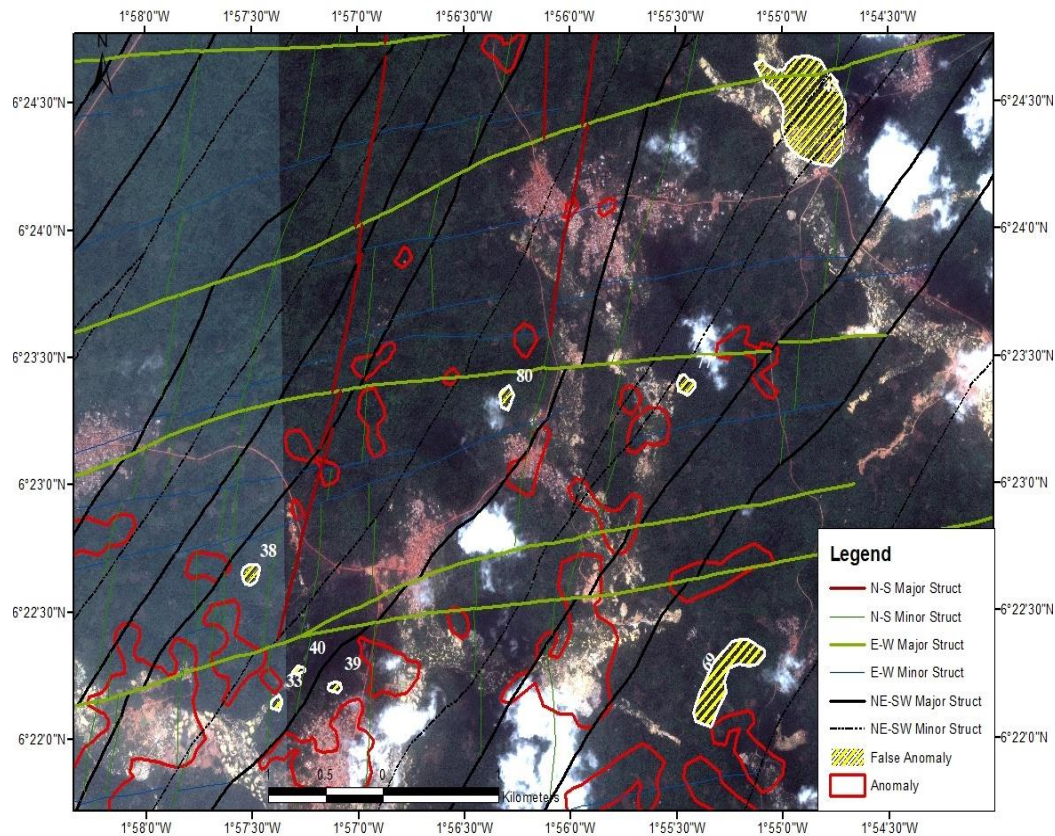 1°58'0"W 1°57'30"W 1°57'0"W 1°56'30"W 1°56'0"W 1°55'30"W 1°55'0"W 1°54'30"W
N
6°24'30"N 6°24'30"N
6°24'0"N 6°24'0"N
6°23'30"N 6°23'30"N
80
6°23'0"N 6°23'0"N
38
6°22'30"N 6°22'30"N
40
39
69
33
6°22'0"N 6°22'0"N
Legend
N-S Major Struct
N-S Minor Struct
E-W Major Struct
E-W Minor Struct
NE-SW Major Struct
NE-SW Minor Struct
False Anomaly
Anomaly
1 0.5 0
Kilometers
1°58'0"W 1°57'30"W 1°57'0"W 1°56'30"W 1°56'0"W 1°55'30"W 1°55'0"W 1°54'30"W